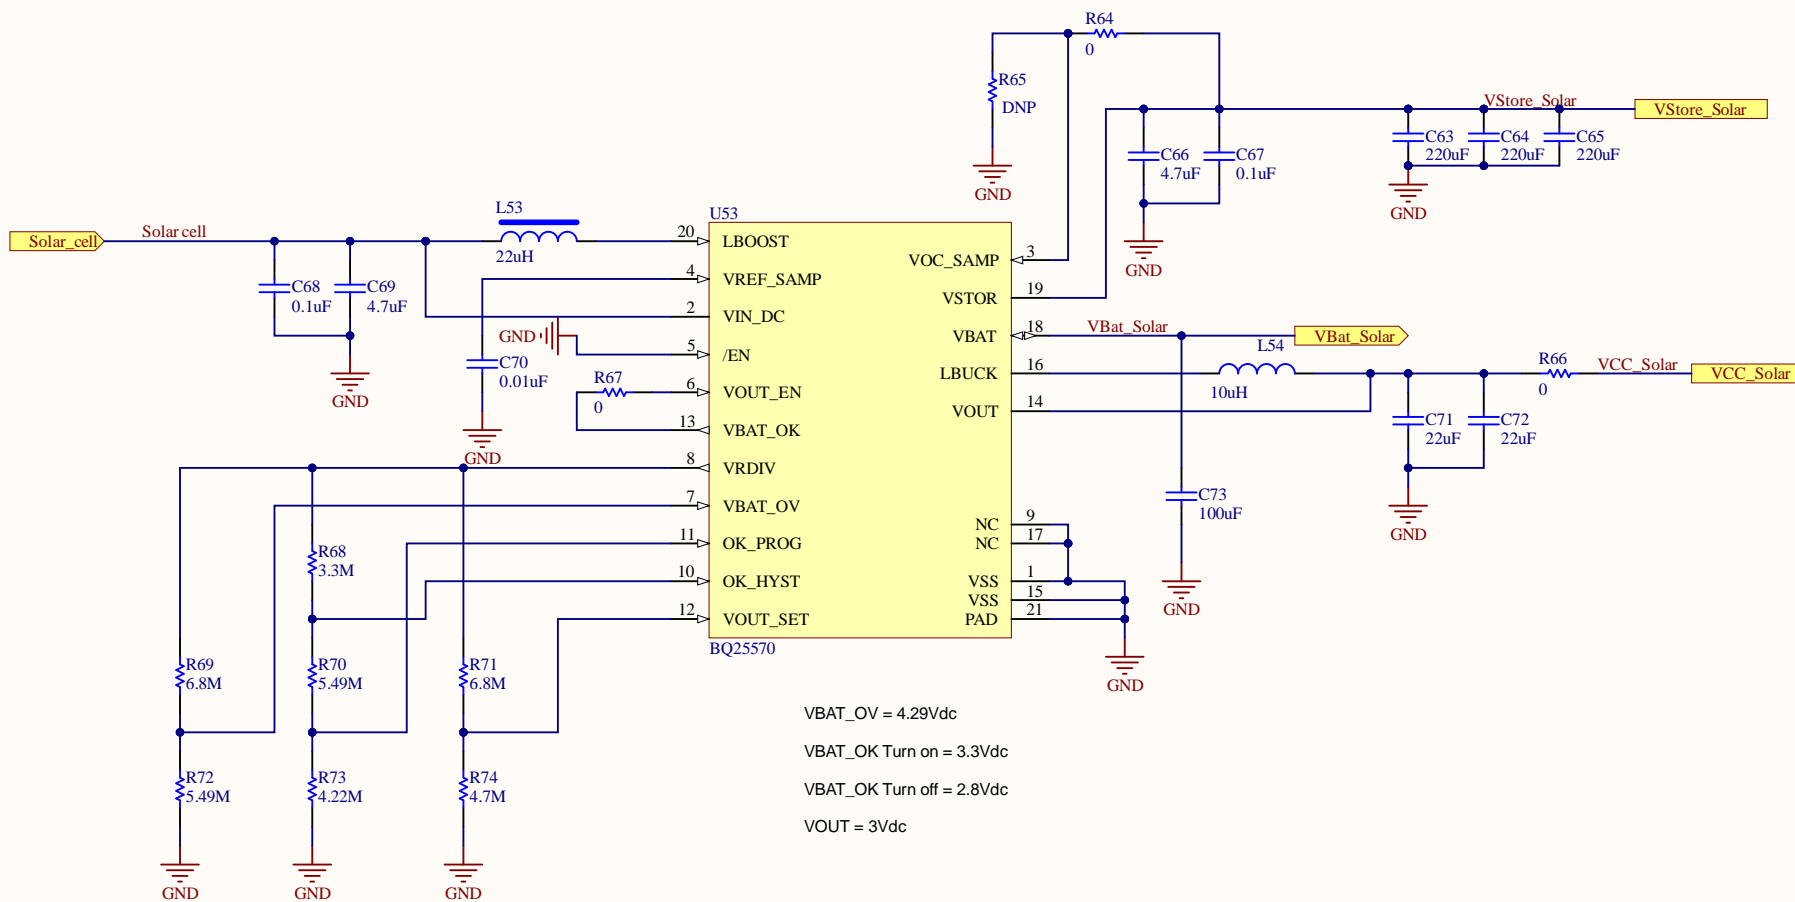 R64
0
R65
DNP
VStore_Solar
VStore_Solar
C66
4.7uF
C67
0.1uF
C63
220uF
C64
220uF
C65
220uF
GND
GND
GND
Solar_cell
Solar cell
L53
22uH
C68
0.1uF
C69
4.7uF
GND
C70
0.01uF
GND
GND
R67
0
U53
20
LBOOST
4
VREF_SAMP
2
VIN_DC
5
/EN
6
VOUT_EN
13
VBAT_OK
8
VRDIV
7
VBAT_OV
11
OK_PROG
10
OK_HYST
12
VOUT_SET
VOC_SAMP
3
VSTOR
19
VBAT
18
LBUCK
16
VOUT
14
NC
9
NC
17
VSS
1
VSS
15
PAD
21
BQ25570
VBat_Solar
VBat_Solar
L54
10uH
R66
0
VCC_Solar
VCC_Solar
C71
22uF
C72
22uF
GND
C73
100uF
GND
GND
R68
3.3M
R69
6.8M
R70
5.49M
R71
6.8M
R72
5.49M
R73
4.22M
R74
4.7M
GND
GND
GND
VBAT_OV = 4.29Vdc
VBAT_OK Turn on = 3.3Vdc
VBAT_OK Turn off = 2.8Vdc
VOUT = 3Vdc